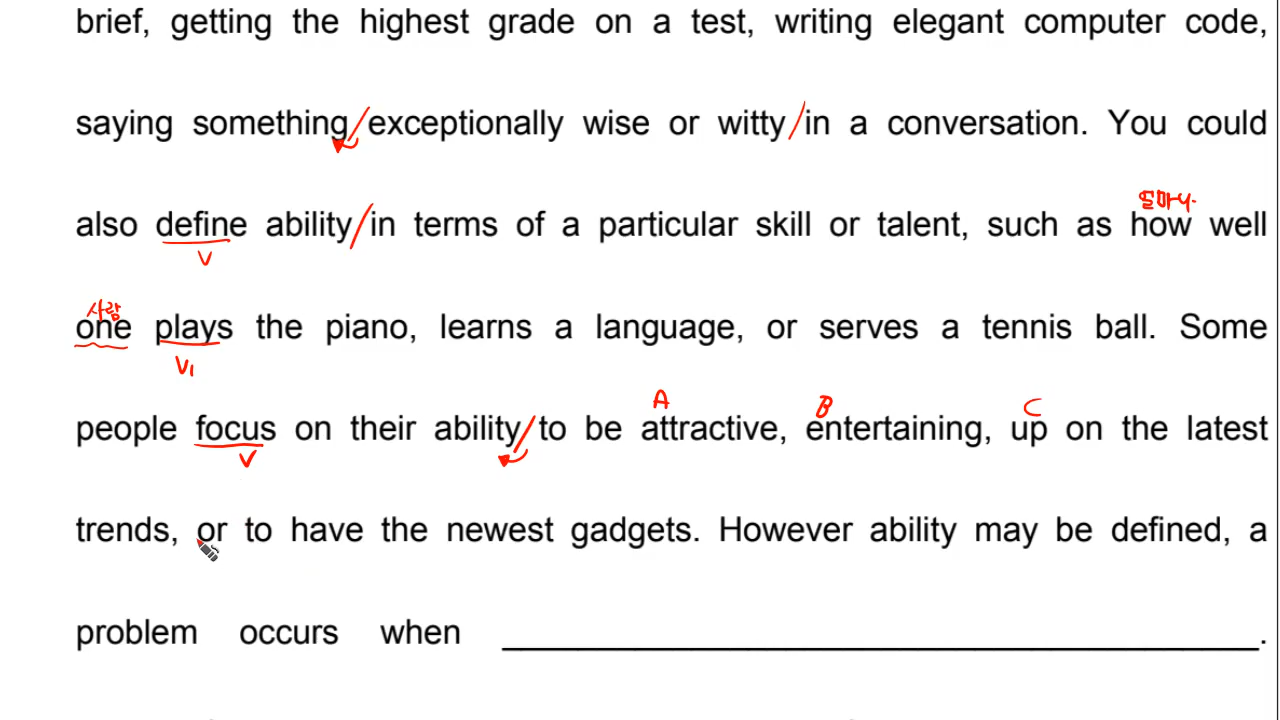 brief, getting the highest grade on a test, writing elegant computer code,
saying something/exceptionally wise or witty/in a conversation. You could
얼마나
also define ability/in terms of a particular skill or talent, such as how well
V
사람
one plays the piano, learns a language, or serves a tennis ball. Some
V1
A B C
people focus on their ability/to be attractive, entertaining, up on the latest
V
trends, or to have the newest gadgets. However ability may be defined, a
problem occurs when ____________________.